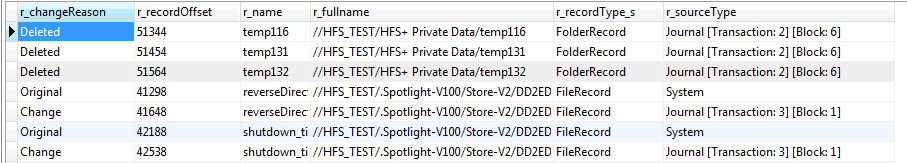 r_changeReason r_recordOffset r_name r_fullname r_recordType_s r_sourceType
Deleted 51344 temp116 //HFS_TEST/HFS+ Private Data/temp116 FolderRecord Journal [Transaction: 2] [Block: 6]
Deleted 51454 temp131 //HFS_TEST/HFS+ Private Data/temp131 FolderRecord Journal [Transaction: 2] [Block: 6]
Deleted 51564 temp132 //HFS_TEST/HFS+ Private Data/temp132 FolderRecord Journal [Transaction: 2] [Block: 6]
Original 41298 reverseDirect //HFS_TEST/.Spotlight-V100/Store-V2/DD2ED FileRecord System
Change 41648 reverseDirect //HFS_TEST/.Spotlight-V100/Store-V2/DD2ED FileRecord Journal [Transaction: 3] [Block: 1]
Original 42188 shutdown_ti //HFS_TEST/.Spotlight-V100/Store-V2/DD2ED FileRecord System
Change 42538 shutdown_ti //HFS_TEST/.Spotlight-V100/Store-V2/DD2ED FileRecord Journal [Transaction: 3] [Block: 1]